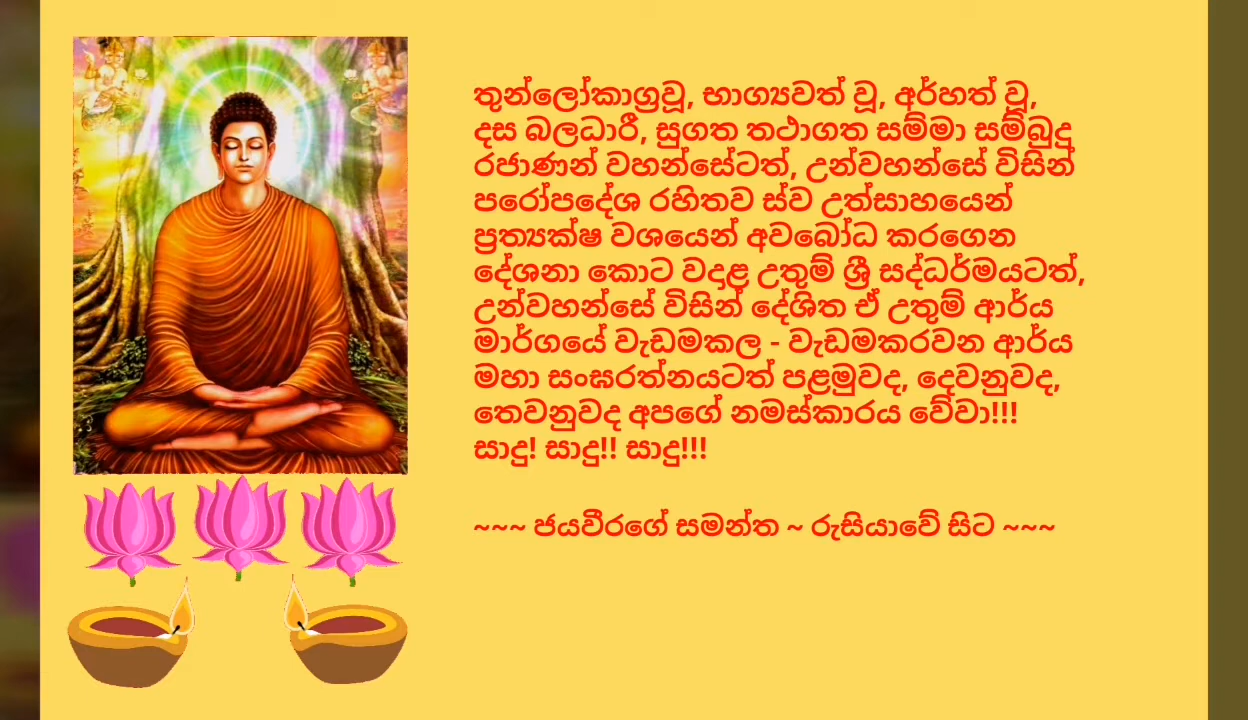 තුන්ලෝකාග්‍රවූ, භාග්‍යවත් වූ, අර්හත් වූ,
දස බලධාරී, සුගත තථාගත සම්මා සම්බුදු
රජාණන් වහන්සේටත්, උන්වහන්සේ විසින්
පරෝපදේශ රහිතව ස්ව උත්සාහයෙන්
ප්‍රත්‍යක්ෂ වශයෙන් අවබෝධ කරගෙන
දේශනා කොට වදාළ උතුම් ශ්‍රී සද්ධර්මයටත්,
උන්වහන්සේ විසින් දේශිත ඒ උතුම් ආර්ය
මාර්ගයේ වැඩමකල - වැඩමකරවන ආර්ය
මහා සංඝරත්නයටත් පළමුවද, දෙවනුවද,
තෙවනුවද අපගේ නමස්කාරය වේවා!!!
සාදු! සාදු!! සාදු!!!
~~~ ජයවීරගේ සමන්ත ~ රුසියාවේ සිට ~~~